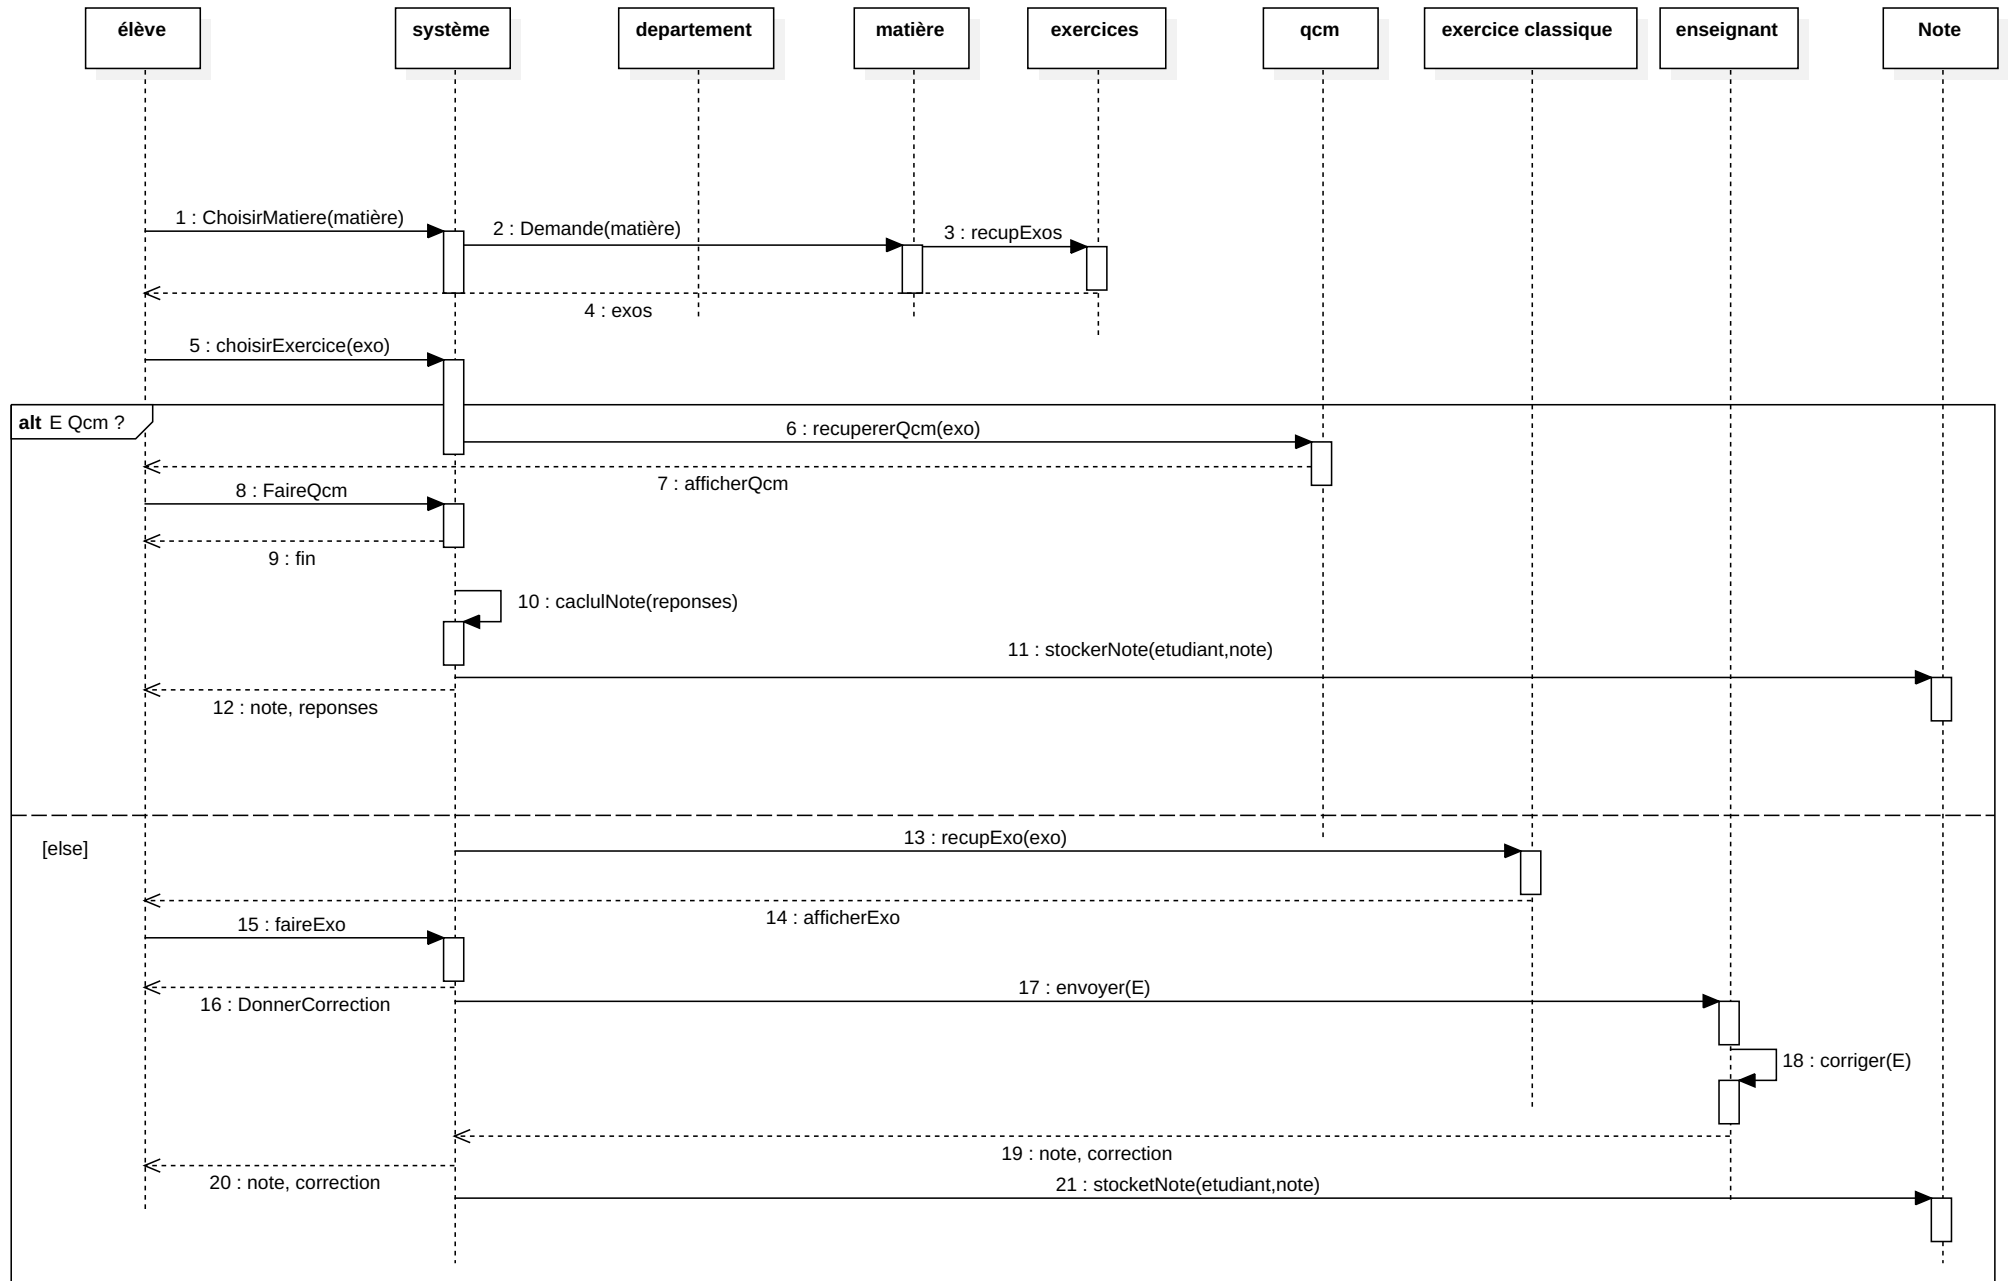 élève
système
departement
matière
exercices
qcm
exercice classique
enseignant
Note
1 : ChoisirMatiere(matière)
2 : Demande(matière)
3 : recupExos
4 : exos
5 : choisirExercice(exo)
alt E Qcm ?
6 : recupererQcm(exo)
7 : afficherQcm
8 : FaireQcm
9 : fin
10 : caclulNote(reponses)
11 : stockerNote(etudiant,note)
12 : note, reponses
[else]
13 : recupExo(exo)
14 : afficherExo
15 : faireExo
16 : DonnerCorrection
17 : envoyer(E)
18 : corriger(E)
19 : note, correction
20 : note, correction
21 : stocketNote(etudiant,note)